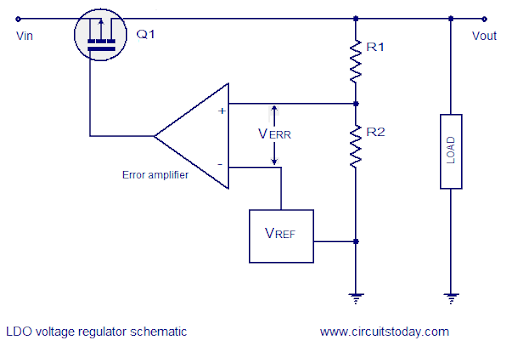 Vin
Q1
Vout
R1
+
VERR
R2
LOAD
-
Error amplifier
VREF
LDO voltage regulator schematic
www.circuitstoday.com